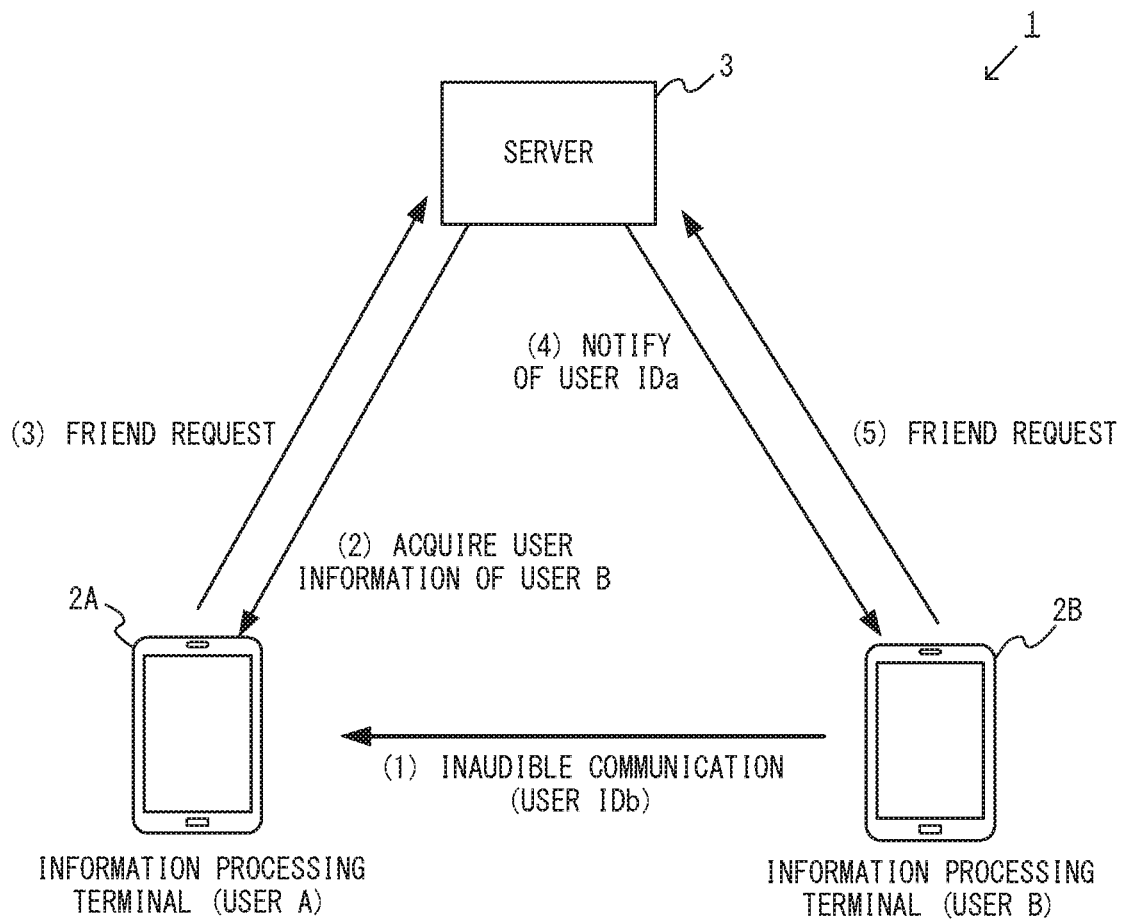 1
3
SERVER
(4) NOTIFY
OF USER IDa
(3) FRIEND REQUEST
(5) FRIEND REQUEST
(2) ACQUIRE USER
INFORMATION OF USER B
2A
2B
(1) INAUDIBLE COMMUNICATION
(USER IDb)
INFORMATION PROCESSING
TERMINAL (USER A)
INFORMATION PROCESSING
TERMINAL (USER B)